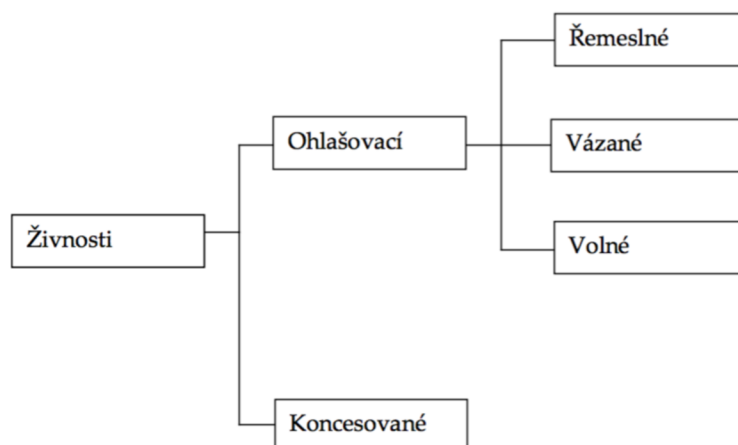 Řemeslné
Ohlašovací
Vázané
Živnosti
Volné
Koncesované